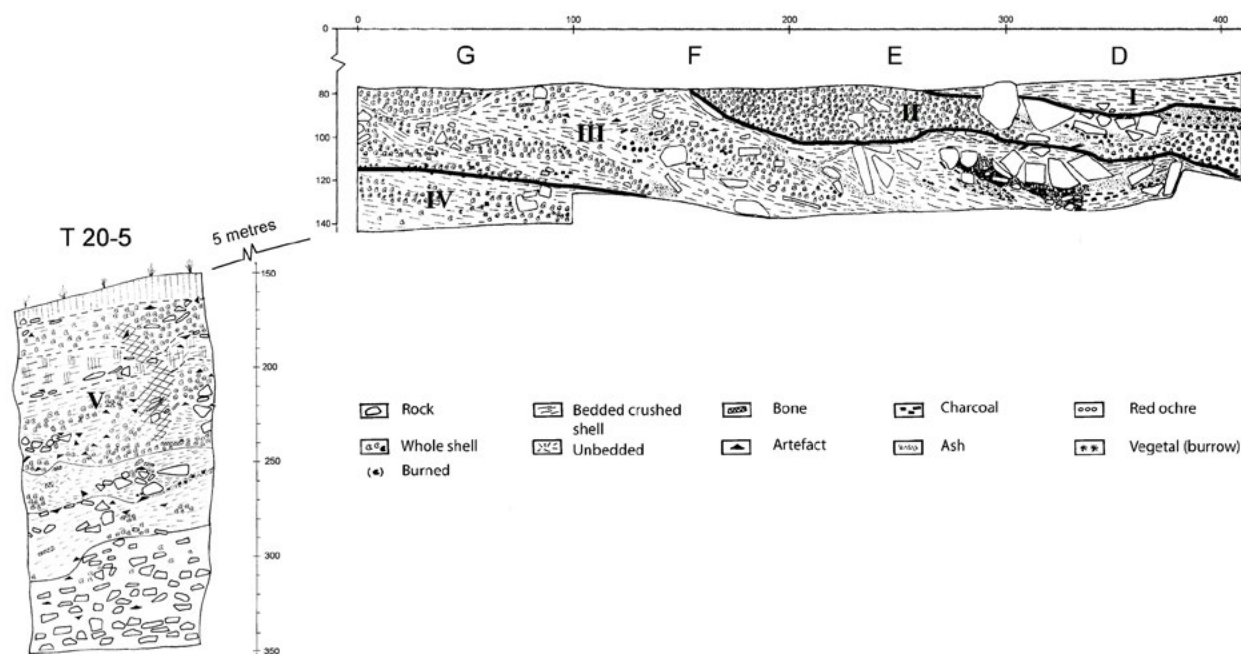 0 100 200 300 400
0
G F E D
I
80
II
III
100
120
IV
140
5 metres
T 20-5
150
200
V
250
300
350
Rock
Bedded crushed
shell
Bone
Charcoal
Red ochre
Whole shell
Unbedded
Artefact
Ash
Vegetal (burrow)
Burned